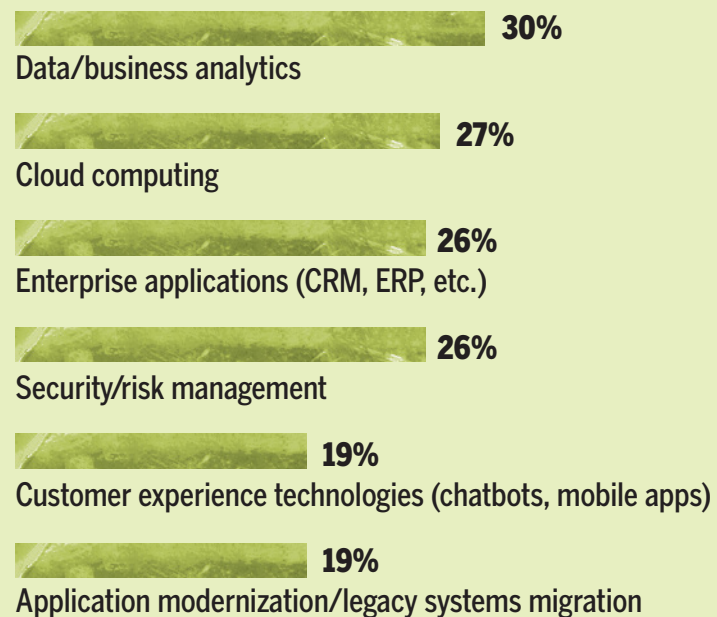 30%
Data/business analytics
27%
Cloud computing
26%
Enterprise applications (CRM, ERP, etc.)
26%
Security/risk management
19%
Customer experience technologies (chatbots, mobile apps)
19%
Application modernization/legacy systems migration